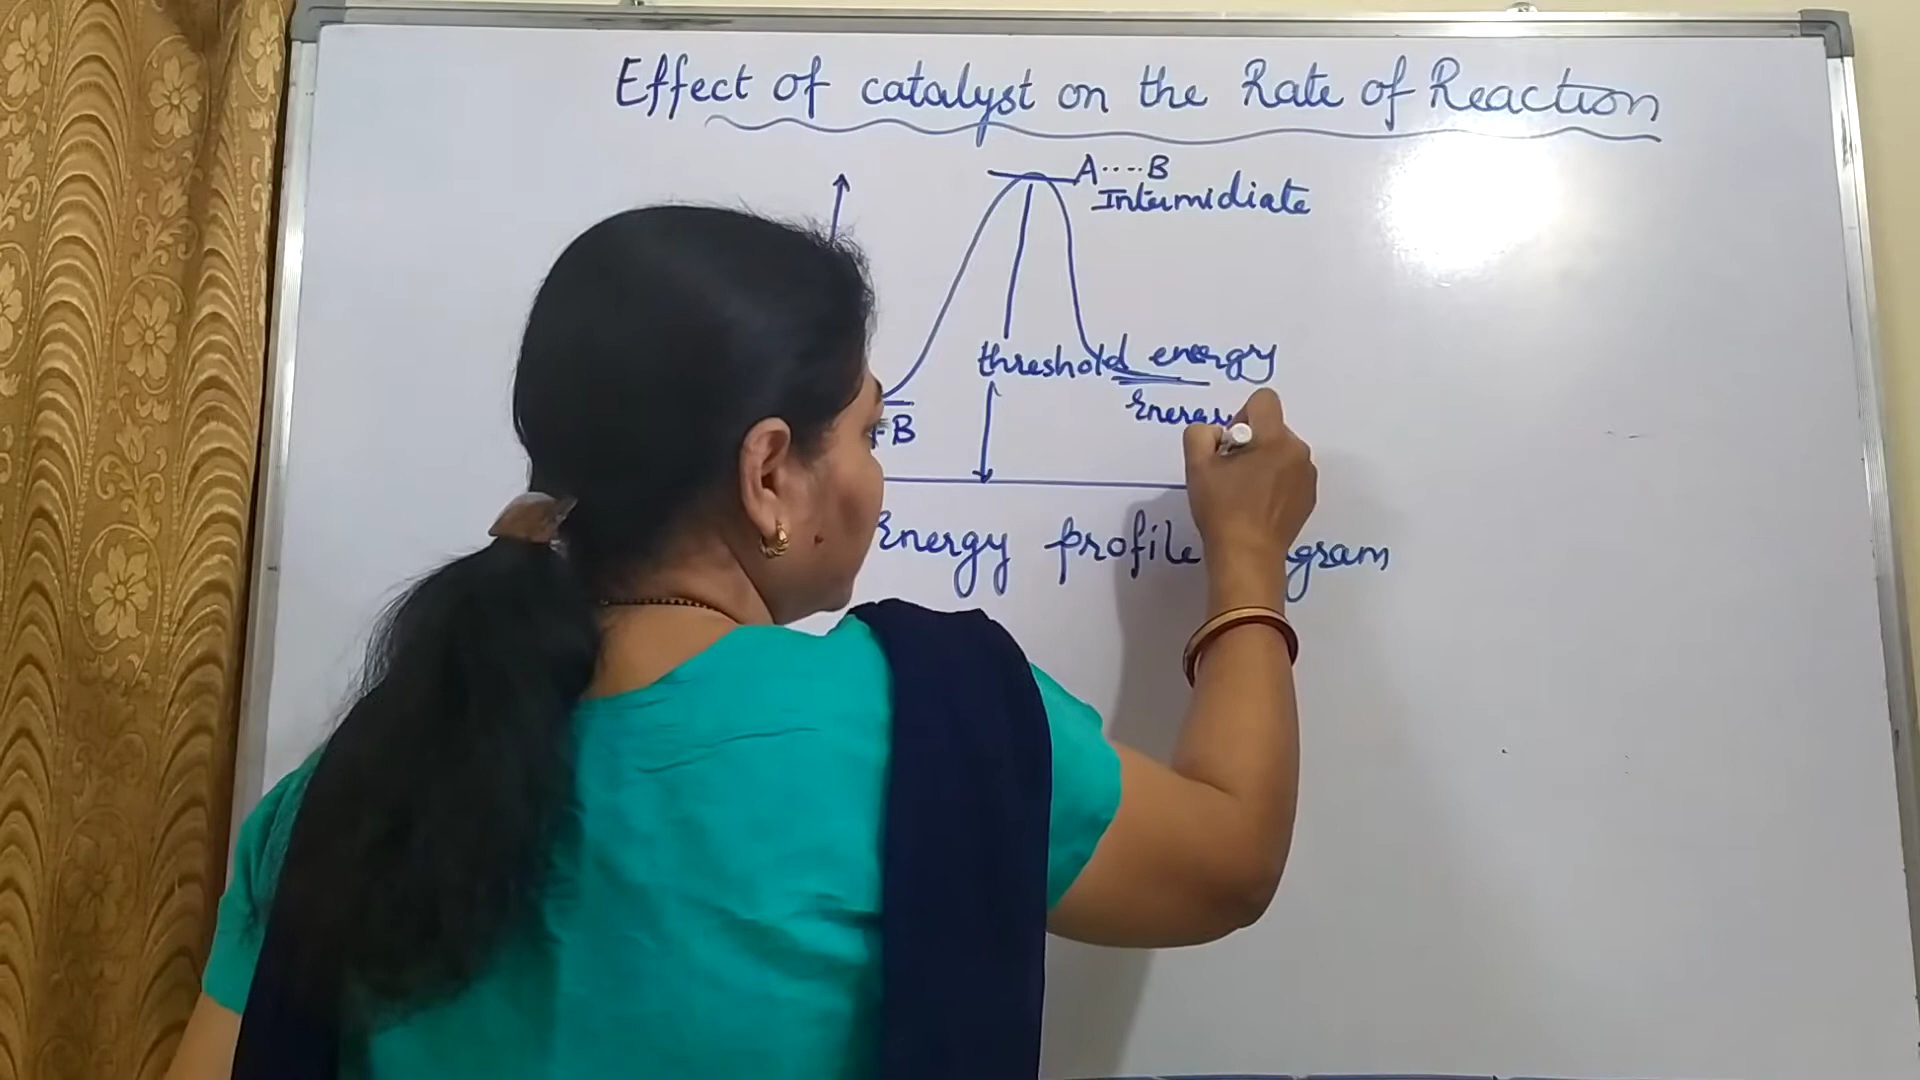 Effect of catalyst on the Rate of Reaction
A....B
Intermidiate
threshold energy
B
Energy profile